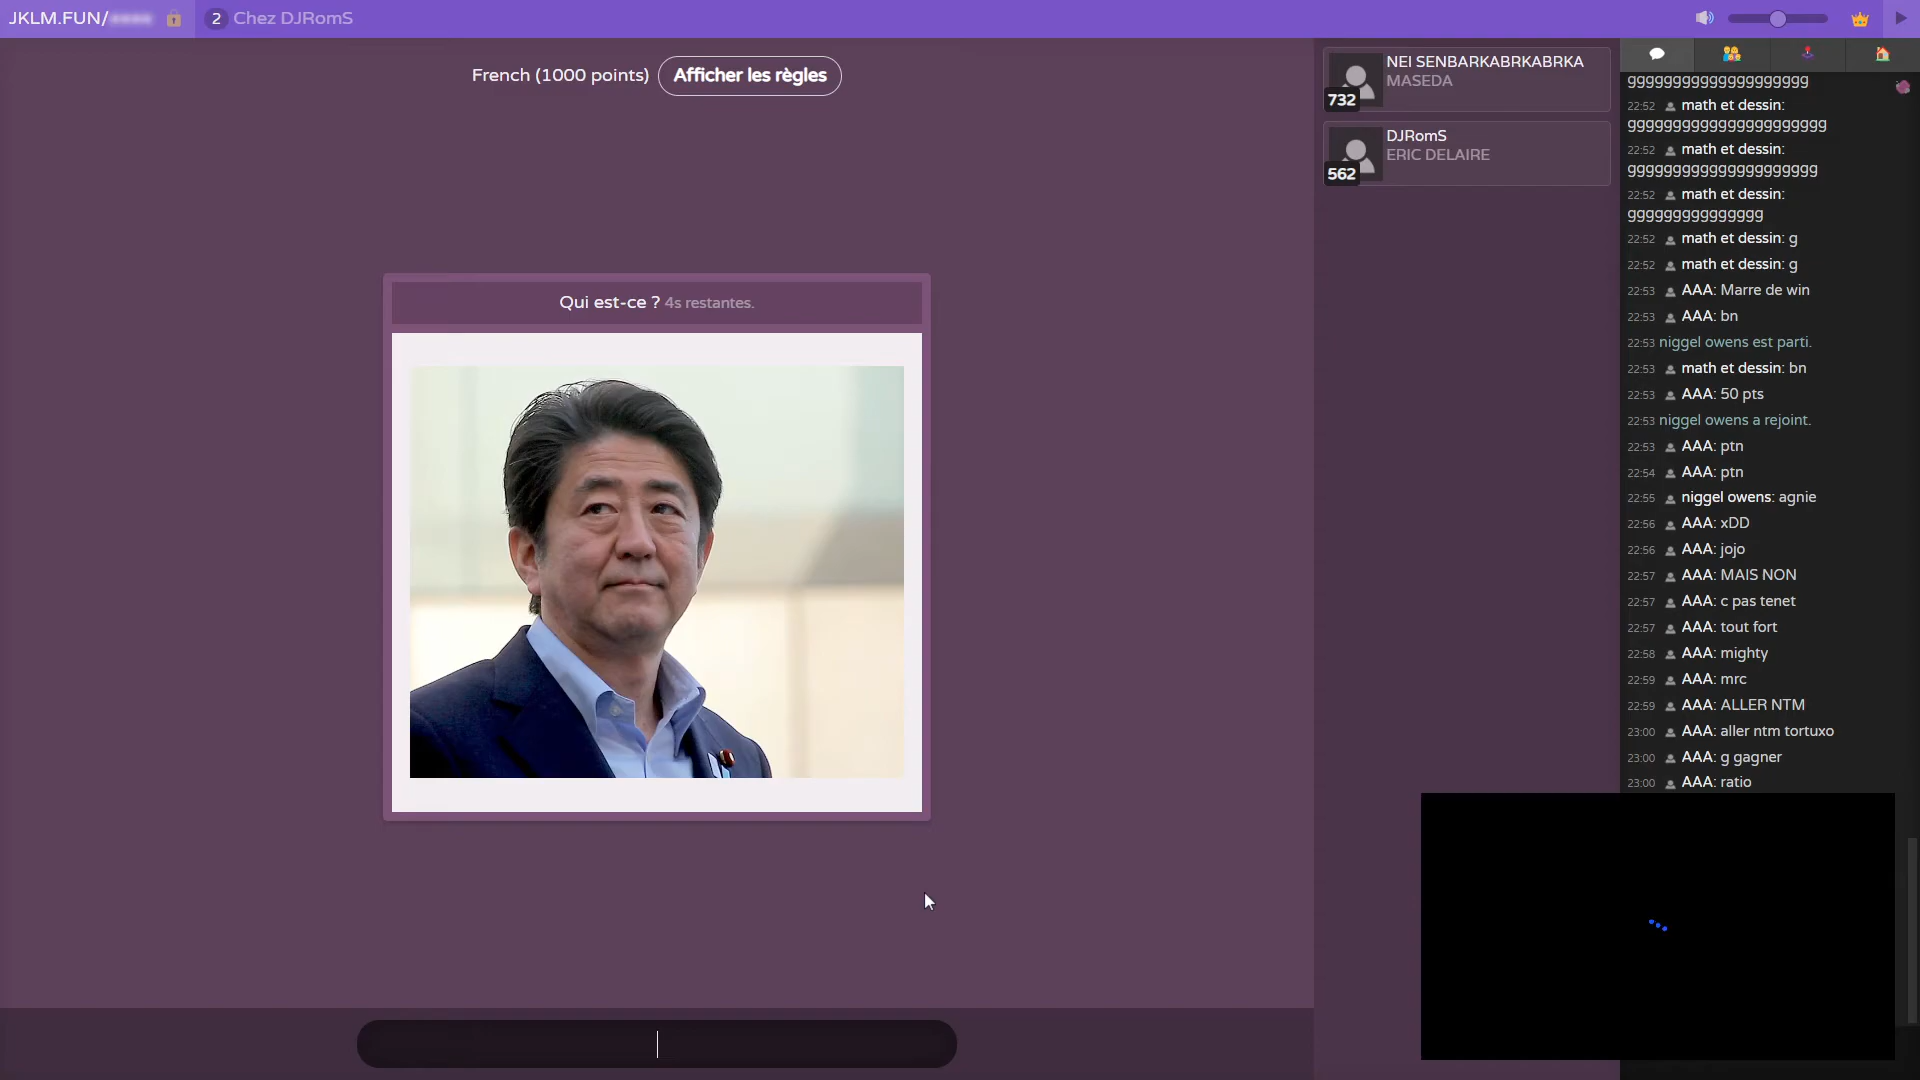 JKLM.FUN/
2 Chez DJRomS
French (1000 points) Afficher les règles
Qui est-ce ? 4s restantes.
NEI SENBARKABRKABRKA
MASEDA
732
DJRomS
ERIC DELAIRE
562
gggggggggggggggggggg
22:52 math et dessin:
gggggggggggggggggggggg
22:52 math et dessin:
ggggggggggggggggggggg
22:52 math et dessin:
ggggggggggggggg
22:52 math et dessin: g
22:52 math et dessin: g
22:53 AAA: Marre de win
22:53 AAA: bn
22:53 niggel owens est parti.
22:53 math et dessin: bn
22:53 AAA: 50 pts
22:53 niggel owens a rejoint.
22:53 AAA: ptn
22:54 AAA: ptn
22:55 niggel owens: agnie
22:56 AAA: xDD
22:56 AAA: jojo
22:57 AAA: MAIS NON
22:57 AAA: c pas tenet
22:57 AAA: tout fort
22:58 AAA: mighty
22:59 AAA: mrc
22:59 AAA: ALLER NTM
23:00 AAA: aller ntm tortuxo
23:00 AAA: g gagner
23:00 AAA: ratio